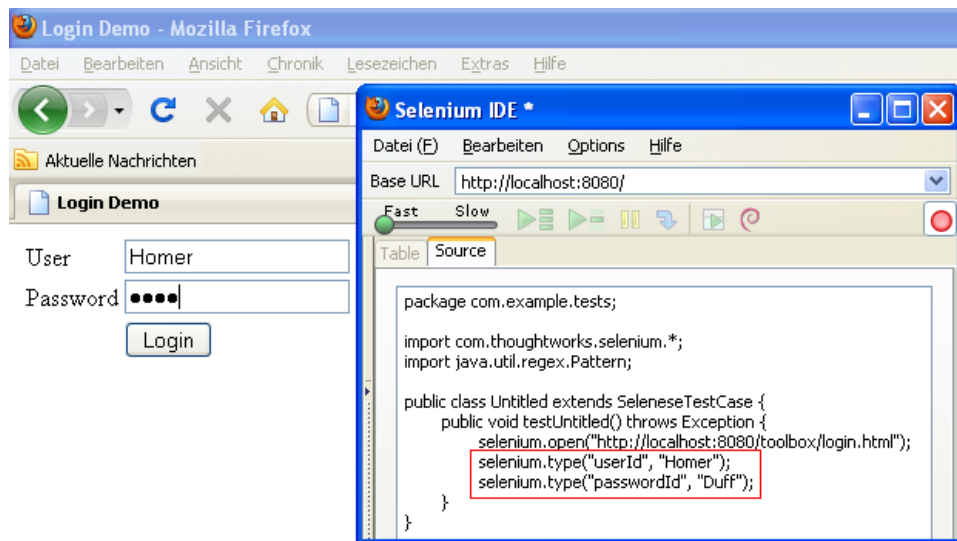 Login Demo - Mozilla Firefox
Datei Bearbeiten Ansicht Chronik Lesezeichen Extras Hilfe
Aktuelle Nachrichten
Login Demo
User Homer
Password ••••
Login
Selenium IDE *
Datei (F) Bearbeiten Options Hilfe
Base URL http://localhost:8080/
Fast Slow
Table Source
package com.example.tests;
import com.thoughtworks.selenium.*;
import java.util.regex.Pattern;
public class Untitled extends SeleneseTestCase {
public void testUntitled() throws Exception {
selenium.open("http://localhost:8080/toolbox/login.html");
selenium.type("userId", "Homer");
selenium.type("passwordId", "Duff");
}
}